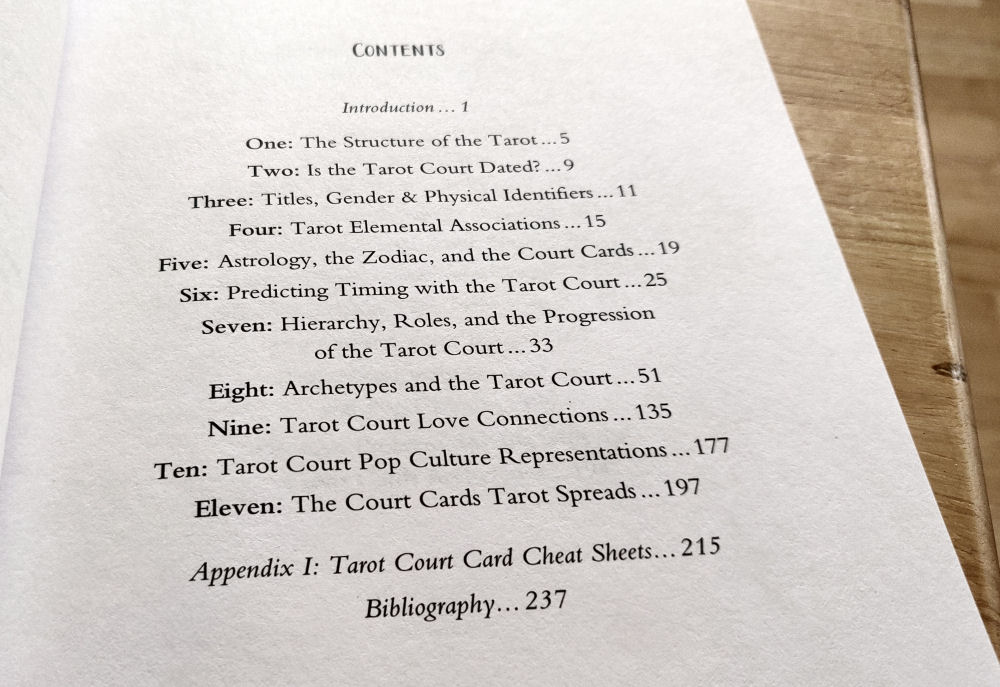 CONTENTS
Introduction ... 1
One: The Structure of the Tarot ... 5
Two: Is the Tarot Court Dated? ... 9
Three: Titles, Gender & Physical Identifiers ... 11
Four: Tarot Elemental Associations ... 15
Five: Astrology, the Zodiac, and the Court Cards ... 19
Six: Predicting Timing with the Tarot Court ... 25
Seven: Hierarchy, Roles, and the Progression
of the Tarot Court ... 33
Eight: Archetypes and the Tarot Court ... 51
Nine: Tarot Court Love Connections ... 135
Ten: Tarot Court Pop Culture Representations ... 177
Eleven: The Court Cards Tarot Spreads ... 197
Appendix I: Tarot Court Card Cheat Sheets ... 215
Bibliography ... 237